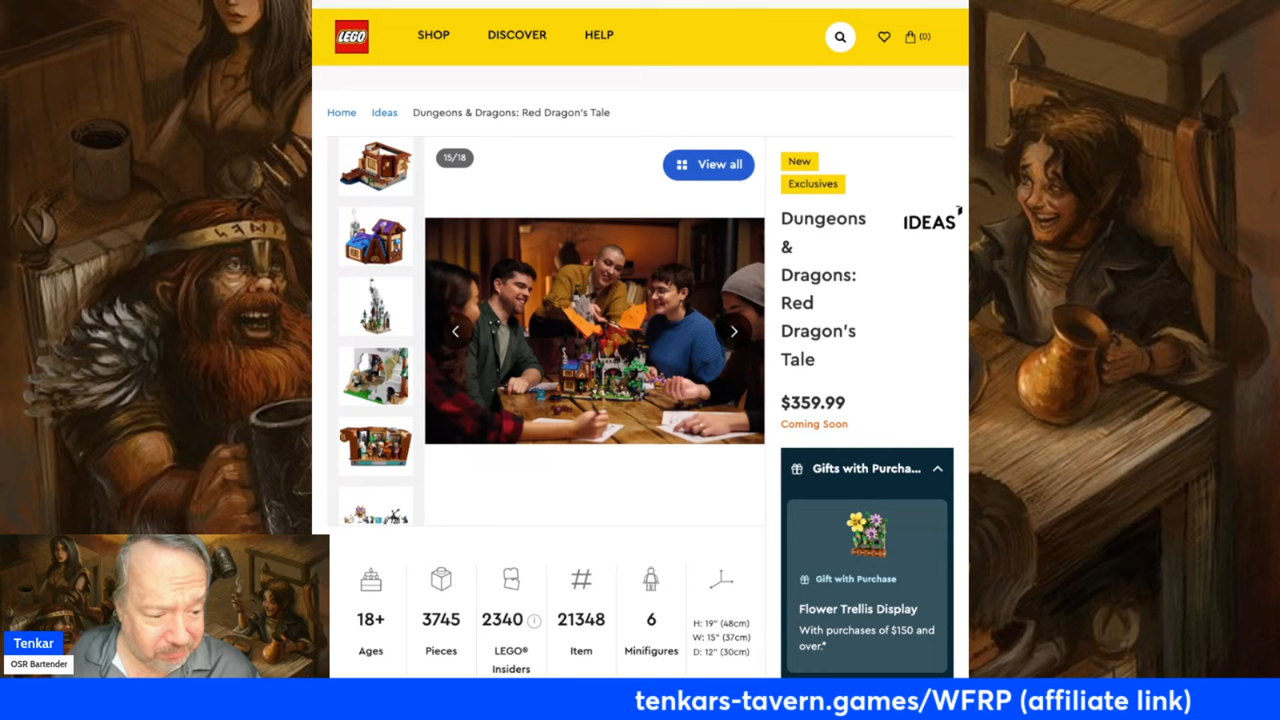 LEGO
SHOP
DISCOVER
HELP
(0)
Home
Ideas
Dungeons & Dragons: Red Dragon's Tale
15/18
View all
New
Exclusives
Dungeons
&
Dragons:
Red
Dragon's
Tale
IDEAS
$359.99
Coming Soon
Gifts with Purcha...
Gift with Purchase
Flower Trellis Display
With purchases of $150 and
over.*
18+
Ages
3745
Pieces
2340
LEGO®
Insiders
#
21348
Item
6
Minifigures
H: 19" (48cm)
W: 15" (37cm)
D: 12" (30cm)
Tenkar
OSR Bartender
tenkars-tavern.games/WFRP (affiliate link)